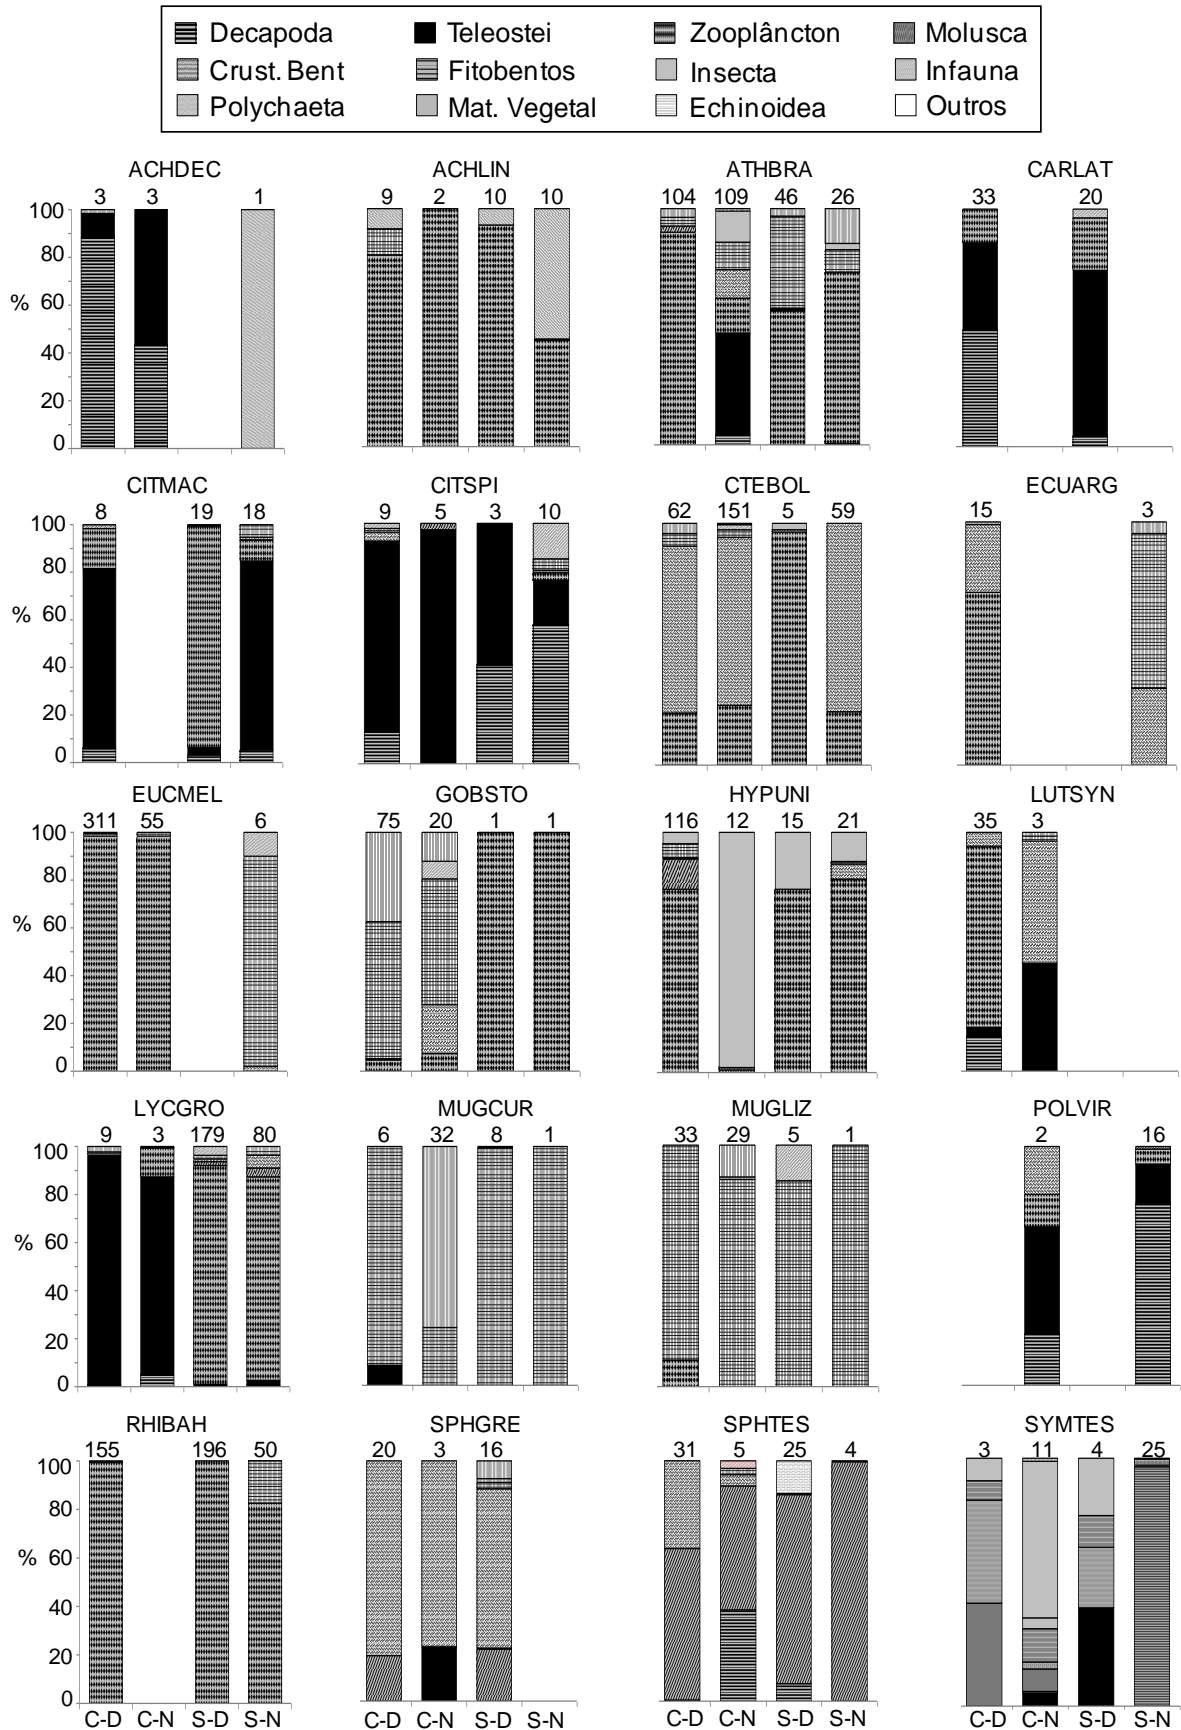 Decapoda Teleostei Zooplâncton Molusca
Crust. Bent Fitobentos Insecta Infauna
Polychaeta Mat. Vegetal Echinoidea Outros
ACHDEC ACHLIN ATHBRA CARLAT
3 3 1 9 2 10 10 104 109 46 26 33 20
100
80
% 60
40
20
0
CITMAC CITSPI CTEBOL ECUARG
8 19 18 9 5 3 10 62 151 5 59 15 3
100
80
% 60
40
20
0
EUCMEL GOBSTO HYPUNI LUTSYN
311 55 6 75 20 1 1 116 12 15 21 35 3
100
80
% 60
40
20
0
LYCGRO MUGCUR MUGLIZ POLVIR
9 3 179 80 6 32 8 1 33 29 5 1 2 16
100
80
% 60
40
20
0
RHIBAH SPHGRE SPHTES SYMTES
155 196 50 20 3 16 31 5 25 4 3 11 4 25
100
80
% 60
40
20
0
C-D C-N S-D S-N C-D C-N S-D S-N C-D C-N S-D S-N C-D C-N S-D S-N